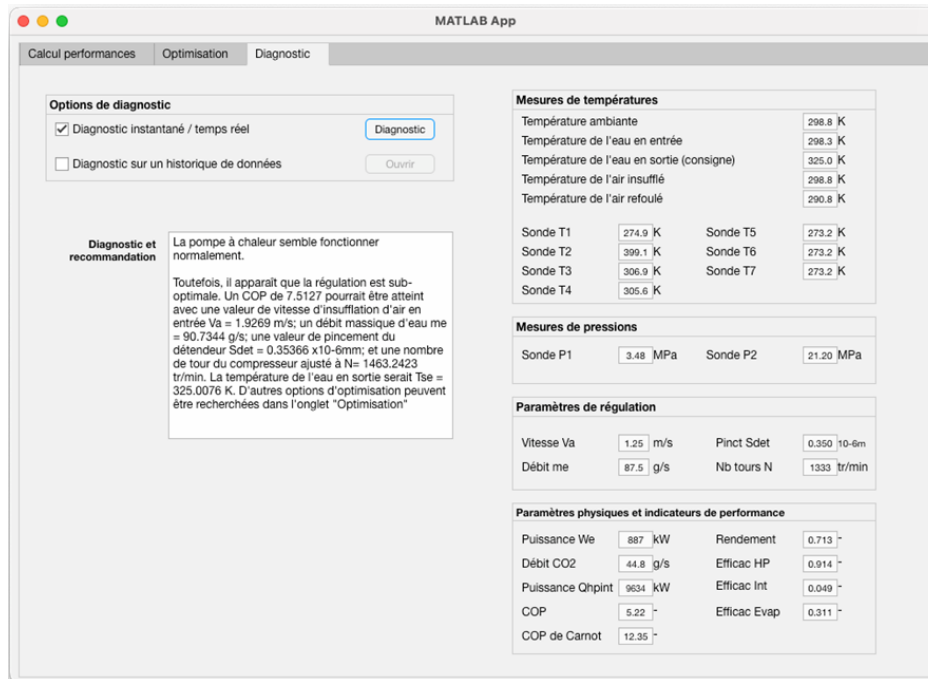 MATLAB App
Calcul performances
Optimisation
Diagnostic
Options de diagnostic
Diagnostic instantané / temps réel
Diagnostic
Diagnostic sur un historique de données
Ouvrir
Diagnostic et
recommandation
La pompe à chaleur semble fonctionner
normalement.
Toutefois, il apparaît que la régulation est sub-
optimale. Un COP de 7.5127 pourrait être atteint
avec une valeur de vitesse d'insufflation d'air en
entrée Va = 1.9269 m/s; un débit massique d'eau me
= 90.7344 g/s; une valeur de pincement du
détendeur Sdet = 0.35366 x10-6mm; et une nombre
de tour du compresseur ajusté à N= 1463.2423
tr/min. La température de l'eau en sortie serait Tse =
325.0076 K. D'autres options d'optimisation peuvent
être recherchées dans l'onglet "Optimisation"
Mesures de températures
Température ambiante 298.8 K
Température de l'eau en entrée 298.3 K
Température de l'eau en sortie (consigne) 325.0 K
Température de l'air insufflé 298.8 K
Température de l'air refoulé 290.8 K
Sonde T1 274.9 K Sonde T5 273.2 K
Sonde T2 399.1 K Sonde T6 273.2 K
Sonde T3 306.9 K Sonde T7 273.2 K
Sonde T4 305.6 K
Mesures de pressions
Sonde P1 3.48 MPa Sonde P2 21.20 MPa
Paramètres de régulation
Vitesse Va 1.25 m/s Pinct Sdet 0.350 10-6m
Débit me 87.5 g/s Nb tours N 1333 tr/min
Paramètres physiques et indicateurs de performance
Puissance We 887 kW Rendement 0.713 -
Débit CO2 44.8 g/s Efficac HP 0.914 -
Puissance Qhpint 9634 kW Efficac Int 0.049 -
COP 5.22 - Efficac Evap 0.311 -
COP de Carnot 12.35 -